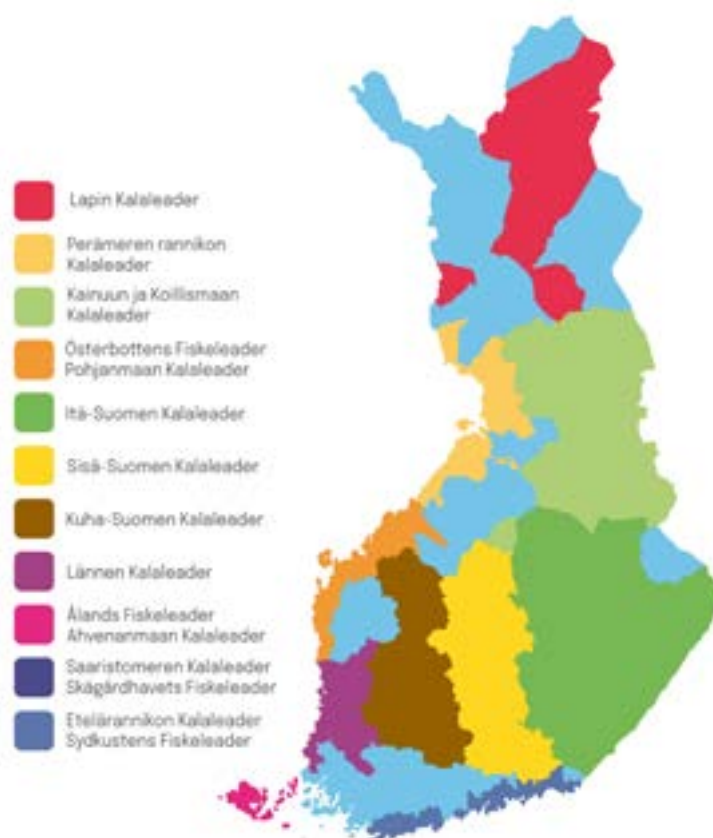 Lapin Kalaleader
Perämeren rannikon
Kalaleader
Kainuun ja Koillismaan
Kalaleader
Österbottens Fiskeleader
Pohjanmaan Kalaleader
Itä-Suomen Kalaleader
Sisä-Suomen Kalaleader
Kuha-Suomen Kalaleader
Lännen Kalaleader
Ålands Fiskeleader
Ahvenanmaan Kalaleader
Saaristomeren Kalaleader
Skägårdhavets Fiskeleader
Etelärannikon Kalaleader
Sydkustens Fiskeleader